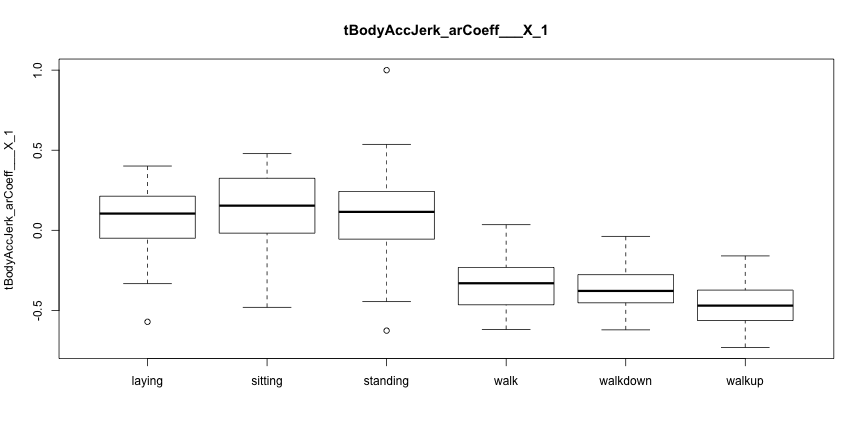 tBodyAccJerk_arCoeff___X_1
tBodyAccJerk_arCoeff___X_1
1.0
0.5
0.0
-0.5
laying sitting standing walk walkdown walkup